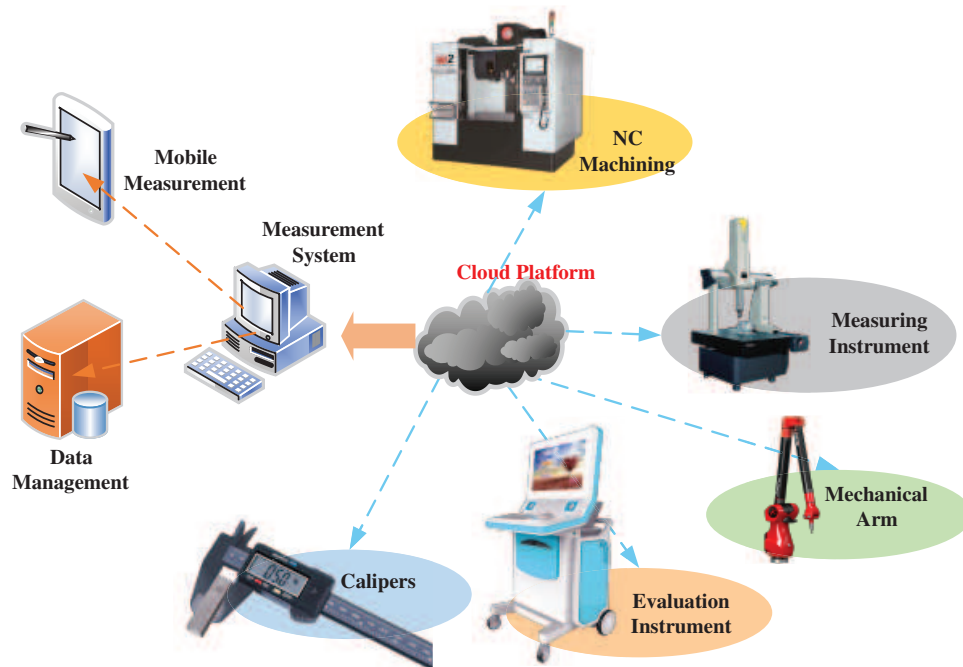 NC
Machining
Mobile
Measurement
Measurement
System
Cloud Platform
Measuring
Instrument
Data
Management
Mechanical
Arm
Calipers
Evaluation
Instrument